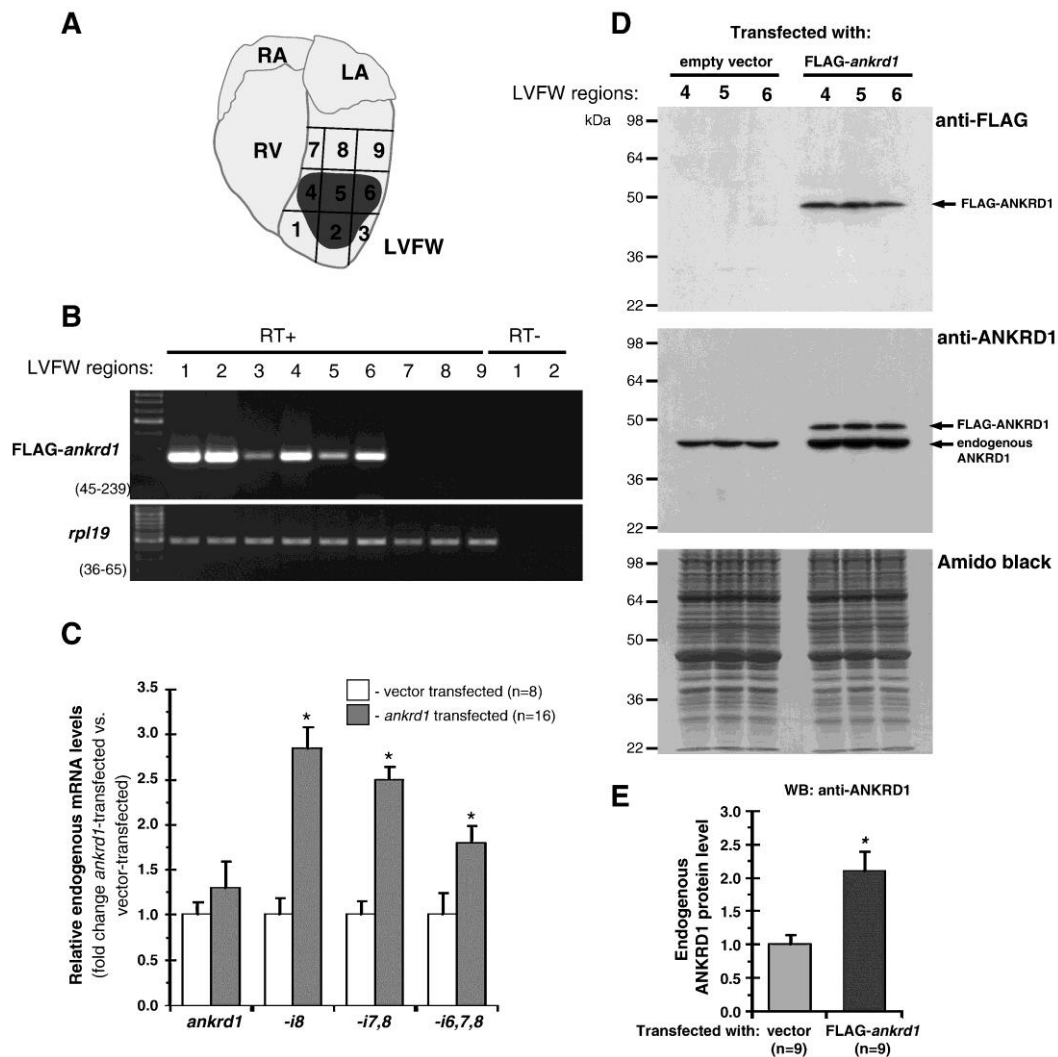 A
RA
LA
RV
7 8 9
4 5 6
1 2 3
LVFW
B
RT+ RT-
LVFW regions: 1 2 3 4 5 6 7 8 9 1 2
FLAG-ankrd1
(45-239)
rpl19
(36-65)
C
Relative endogenous mRNA levels
(fold change ankrd1-transfected vs.
vector-transfected)
3.5
3.0
2.5
2.0
1.5
1.0
0.5
0.0
- vector transfected (n=8)
- ankrd1 transfected (n=16)
* * *
ankrd1 -i8 -i7,8 -i6,7,8
D
Transfected with:
empty vector FLAG-ankrd1
LVFW regions: 4 5 6 4 5 6
kDa
anti-FLAG
98
64
50
36
22
FLAG-ANKRD1
anti-ANKRD1
98
64
50
36
22
FLAG-ANKRD1
endogenous
ANKRD1
Amido black
98
64
50
36
22
E
WB: anti-ANKRD1
Endogenous
ANKRD1 protein level
3.0
2.5
2.0
1.5
1.0
0.5
0.0
*
Transfected with: vector FLAG-ankrd1
(n=9) (n=9)